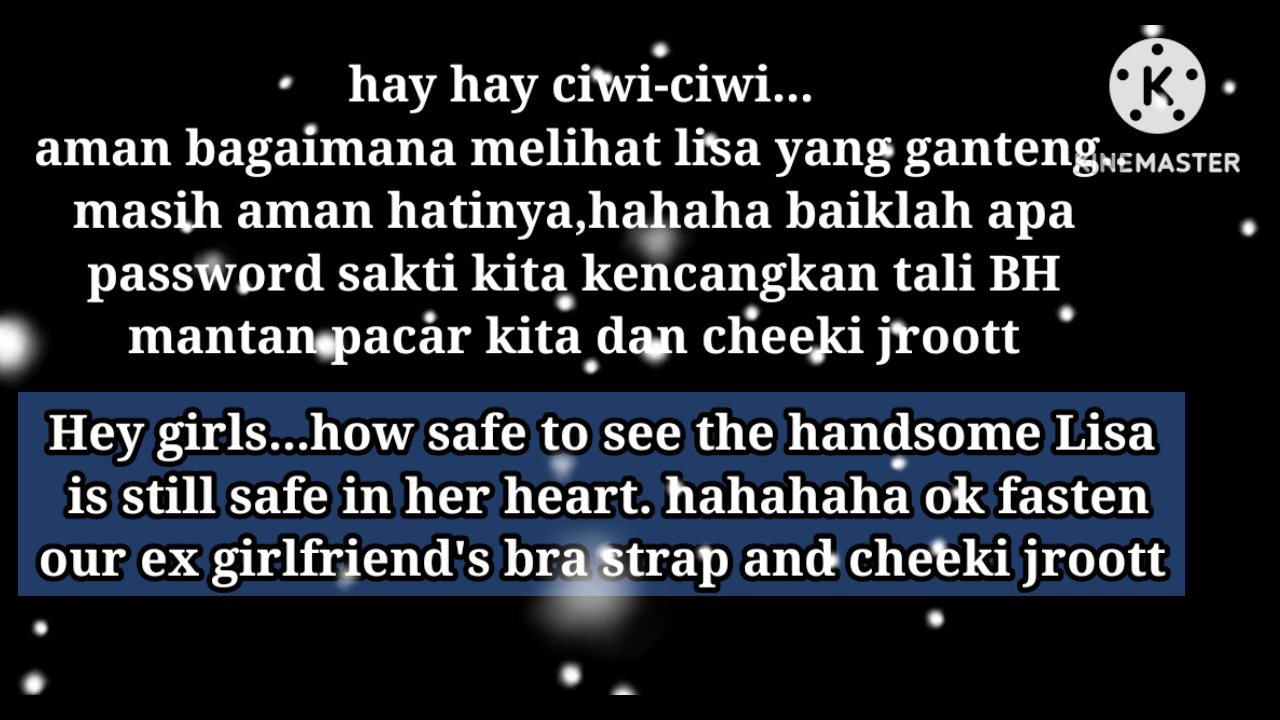 hay hay ciwi-ciwi...
aman bagaimana melihat lisa yang ganteng...
masih aman hatinya,hahaha baiklah apa
password sakti kita kencangkan tali BH
mantan pacar kita dan cheeki jroott
KINEMASTER
Hey girls...how safe to see the handsome Lisa
is still safe in her heart. hahahaha ok fasten
our ex girlfriend's bra strap and cheeki jroott